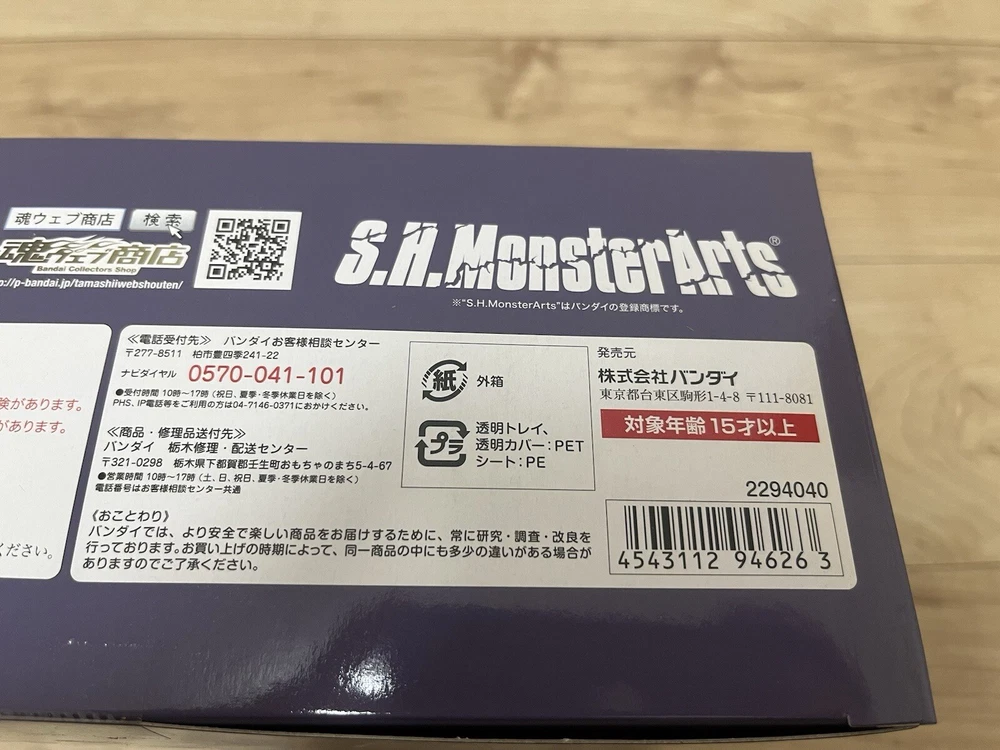 魂ウェブ商店 検索
魂ウェブ商店
Bandai Collectors Shop
://p-bandai.jp/tamashiiwebshouten/
S.H.MonsterArts®
※"S.H.MonsterArts"はバンダイの登録商標です。
険があります。
があります。
ください。
≪電話受付先≫ バンダイお客様相談センター
〒277-8511 柏市豊四季241-22
ナビダイヤル 0570-041-101
●受付時間 10時~17時 (祝日、夏季・冬季休業日を除く)
PHS、IP電話等をご利用の方は04-7146-0371におかけください。
≪商品・修理品送付先≫
バンダイ 栃木修理・配送センター
〒321-0298 栃木県下都賀郡壬生町おもちゃのまち5-4-67
●営業時間 10時~17時 (土、日、祝日、夏季・冬季休業日を除く)
電話番号はお客様相談センター共通
紙 外箱
プラ 透明トレイ、
透明カバー:PET
シート:PE
発売元
株式会社バンダイ
東京都台東区駒形1-4-8 〒111-8081
対象年齢15才以上
《おことわり》
バンダイでは、より安全で楽しい商品をお届けするために、常に研究・調査・改良を
行っております。お買い上げの時期によって、同一商品の中にも多少の違いがある場合が
ありますのでご了承ください。
2294040
4543112 94626 3